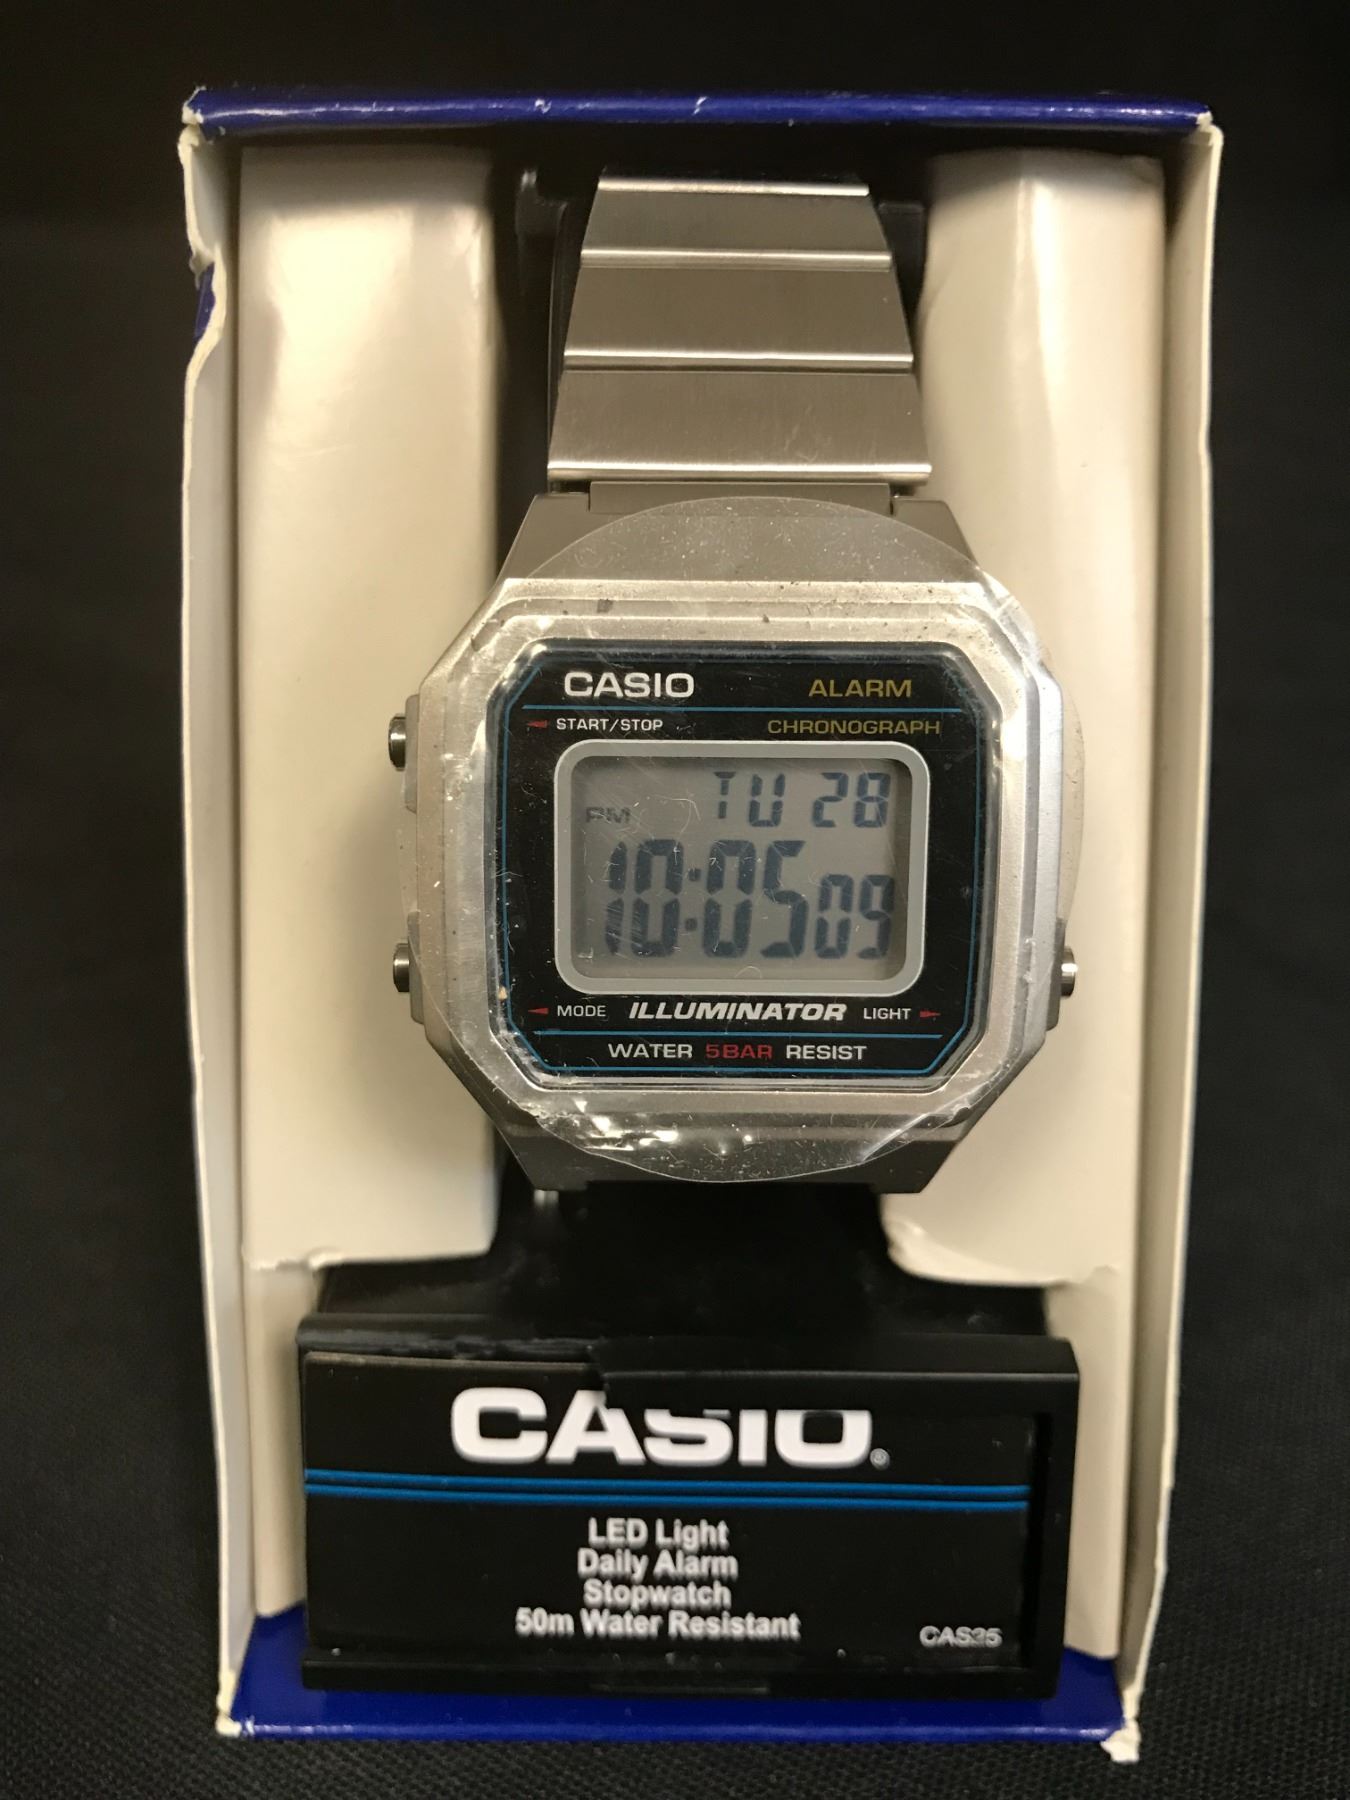 CASIO ALARM
START/STOP CHRONOGRAPH
TU 28
PM
10:05 09
MODE ILLUMINATOR LIGHT
WATER 5BAR RESIST
CASIO®
LED Light
Daily Alarm
Stopwatch
50m Water Resistant
CAS25